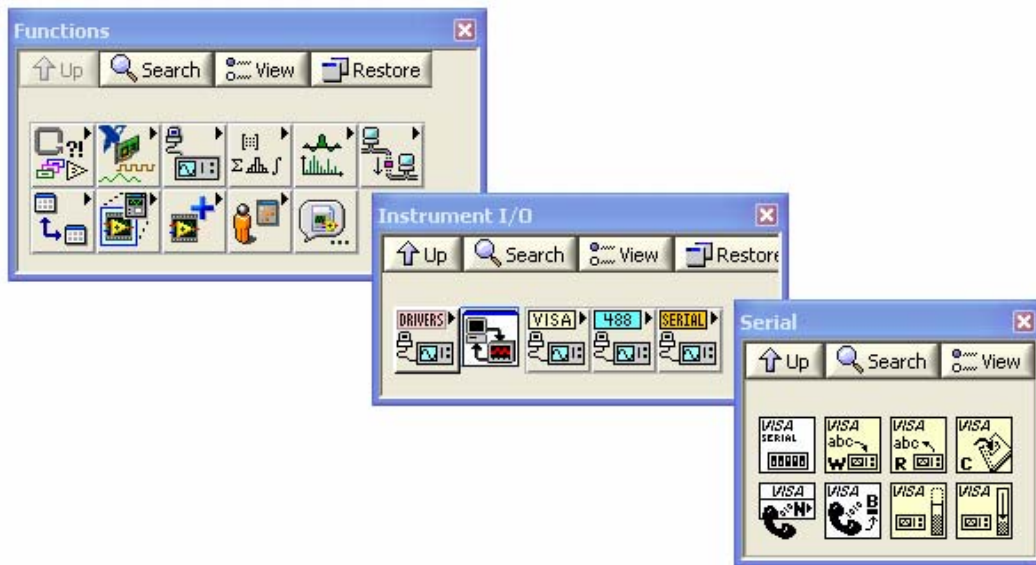 Functions
Up Search View Restore
?!
Σ ∫
...
Instrument I/O
Up Search View Restore
DRIVERS VISA 488 SERIAL
Serial
Up Search View
VISA SERIAL VISA abc W VISA abc R VISA C
VISA N VISA B VISA VISA